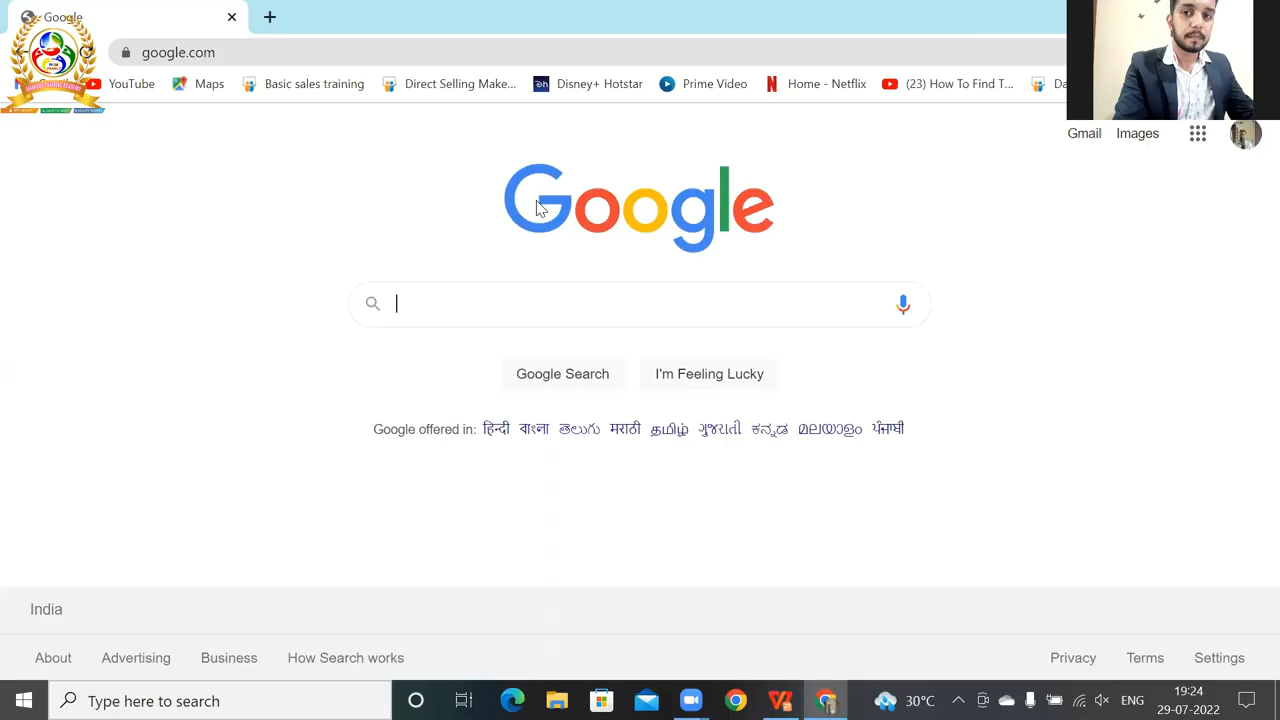 Google
google.com
YouTube Maps Basic sales training Direct Selling Make... Disney+ Hotstar Prime Video Home - Netflix (23) How To Find T... Da
Gmail Images
Google
Google Search I'm Feeling Lucky
Google offered in: हिन्दी বাংলা తెలుగు मराठी தமிழ் ગુજરાતી ಕನ್ನಡ മലയാളം ਪੰਜਾਬੀ
India
About Advertising Business How Search works Privacy Terms Settings
Type here to search 30°C ENG 19:24
29-07-2022